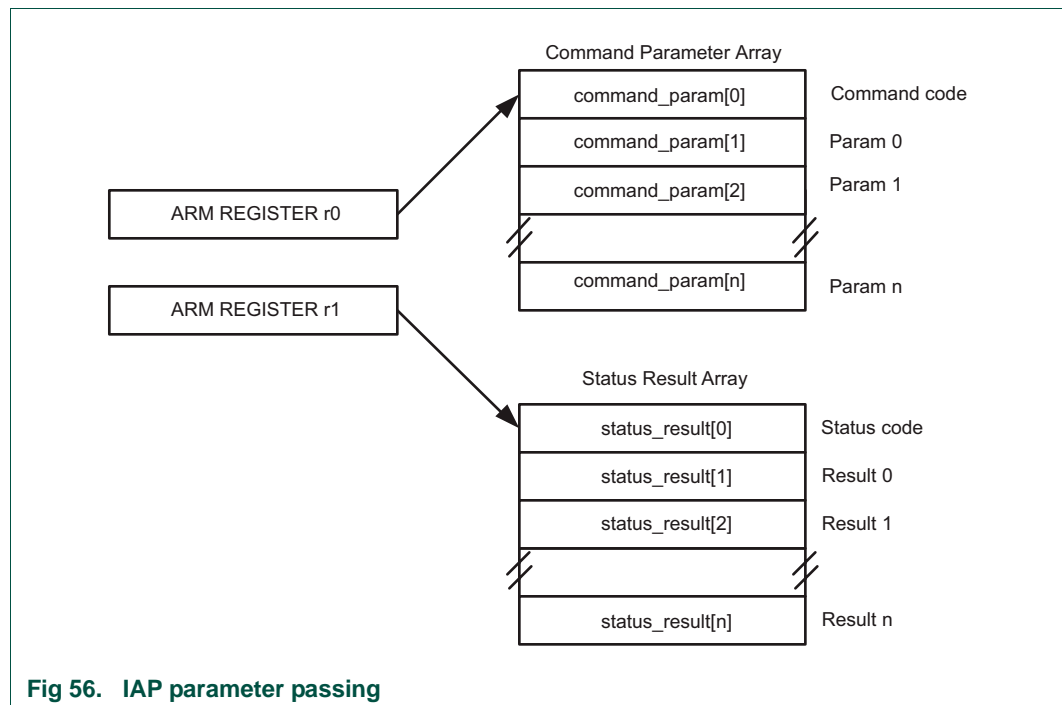 Command Parameter Array
command_param[0] Command code
command_param[1] Param 0
command_param[2] Param 1
ARM REGISTER r0
command_param[n] Param n
ARM REGISTER r1
Status Result Array
status_result[0] Status code
status_result[1] Result 0
status_result[2] Result 1
status_result[n] Result n
Fig 56. IAP parameter passing